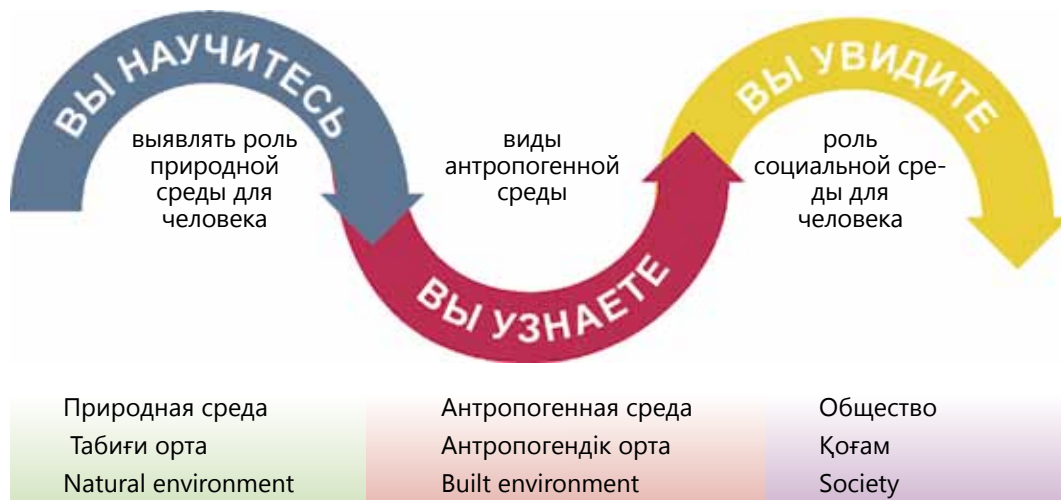 ВЫ НАУЧИТЕСЬ
выявлять роль
природной
среды для
человека
ВЫ УЗНАЕТЕ
виды
антропогенной
среды
ВЫ УВИДИТЕ
роль
социальной сре-
ды для
человека
Природная среда
Табиғи орта
Natural environment
Антропогенная среда
Антропогендік орта
Built environment
Общество
Қоғам
Society